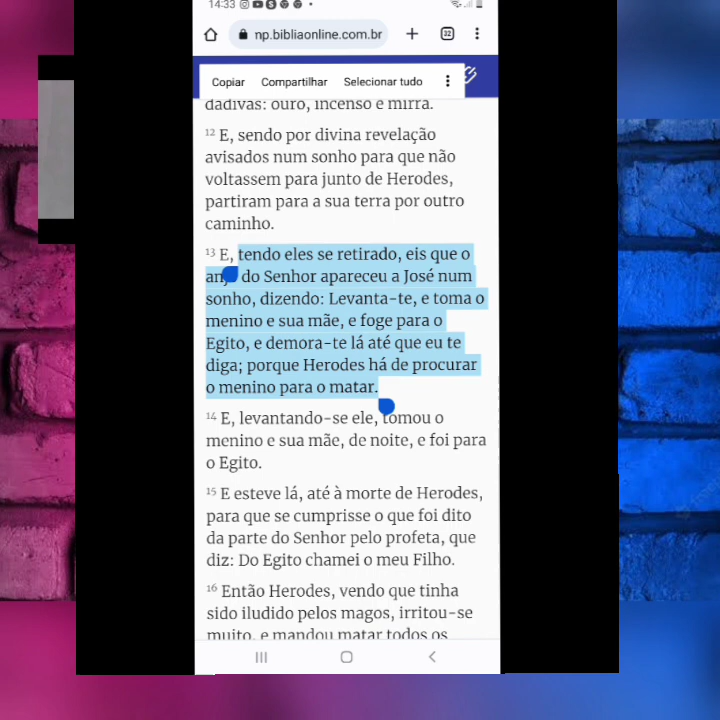 14:33
np.bibliaonline.com.br
32
Copiar Compartilhar Selecionar tudo
dádivas: ouro, incenso e mirra.
12 E, sendo por divina revelação
avisados num sonho para que não
voltassem para junto de Herodes,
partiram para a sua terra por outro
caminho.
13 E, tendo eles se retirado, eis que o
anjo do Senhor apareceu a José num
sonho, dizendo: Levanta-te, e toma o
menino e sua mãe, e foge para o
Egito, e demora-te lá até que eu te
diga; porque Herodes há de procurar
o menino para o matar.
14 E, levantando-se ele, tomou o
menino e sua mãe, de noite, e foi para
o Egito.
15 E esteve lá, até à morte de Herodes,
para que se cumprisse o que foi dito
da parte do Senhor pelo profeta, que
diz: Do Egito chamei o meu Filho.
16 Então Herodes, vendo que tinha
sido iludido pelos magos, irritou-se
muito, e mandou matar todos os